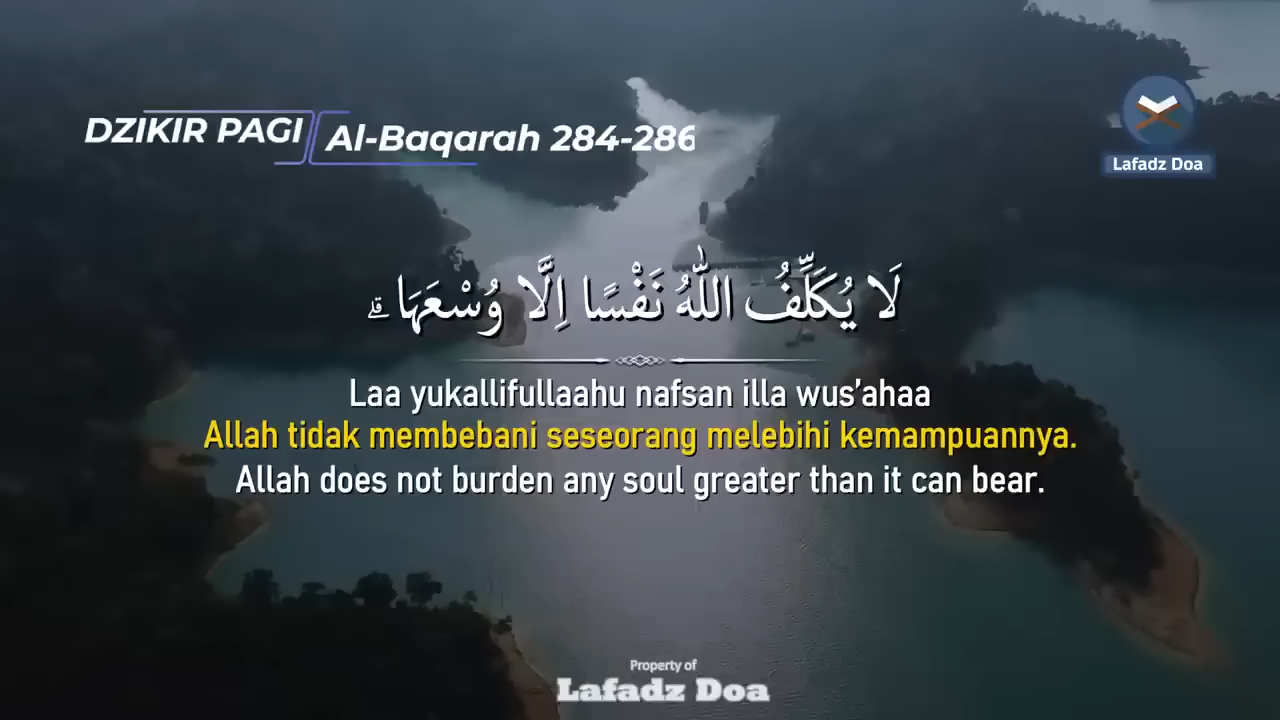 DZIKIR PAGI
Al-Baqarah 284-286
Lafadz Doa
لَا يُكَلِّفُ اللّٰهُ نَفْسًا اِلَّا وُسْعَهَا ۗ
Laa yukallifullaahu nafsan illa wus’ahaa
Allah tidak membebani seseorang melebihi kemampuannya.
Allah does not burden any soul greater than it can bear.
Property of
Lafadz Doa